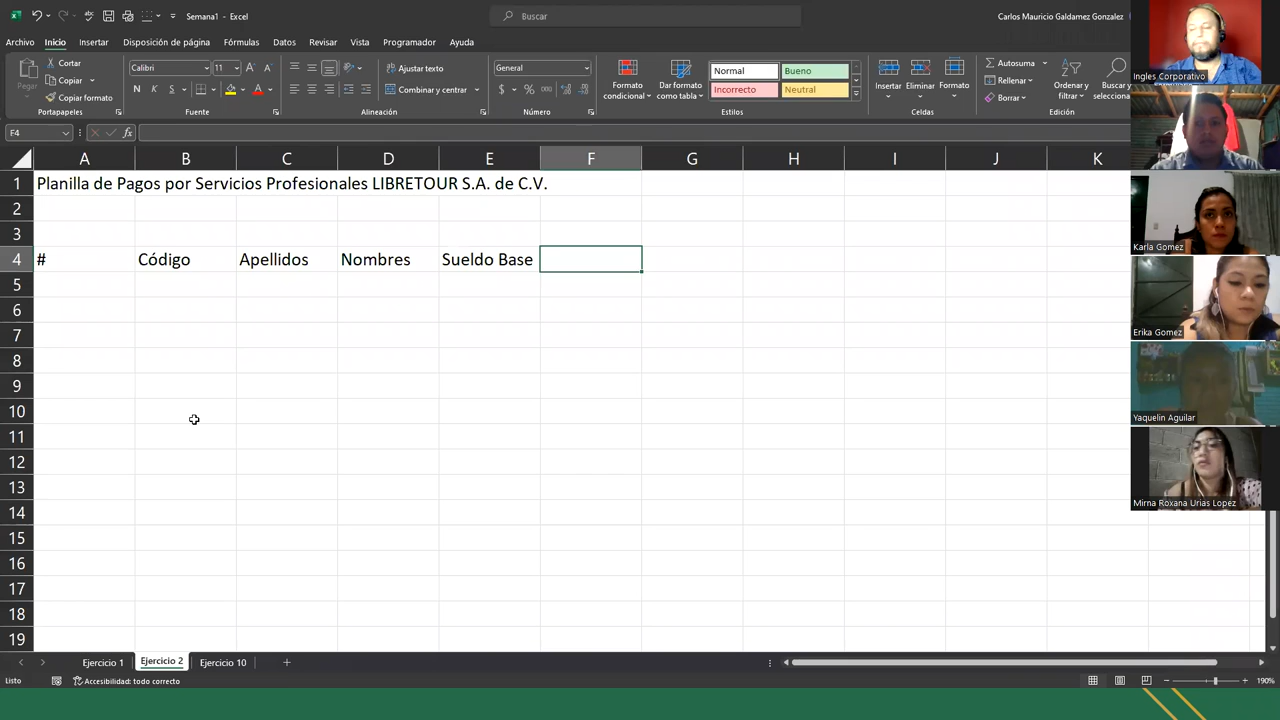 Semana1 - Excel
Buscar
Carlos Mauricio Galdamez Gonzalez
Archivo Inicio Insertar Disposición de página Fórmulas Datos Revisar Vista Programador Ayuda
Pegar
Cortar
Copiar
Copiar formato
Portapapeles
Calibri 11
N K S
Fuente
Ajustar texto
Combinar y centrar
Alineación
General
$ % 000
Número
Formato condicional
Dar formato como tabla
Normal Bueno
Incorrecto Neutral
Estilos
Insertar Eliminar Formato
Celdas
Autosuma
Rellenar
Borrar
Ordenar y filtrar
Buscar y
Edición
F4
fx
A B C D E F G H I J K
1 Planilla de Pagos por Servicios Profesionales LIBRETOUR S.A. de C.V.
2
3
4 # Código Apellidos Nombres Sueldo Base
5
6
7
8
9
10
11
12
13
14
15
16
17
18
19
Ingles Corporativo
Karla Gomez
Erika Gomez
Yaquelin Aguilar
Mirna Roxana Urias Lopez
Ejercicio 1 Ejercicio 2 Ejercicio 10
Listo
Accesibilidad: todo correcto
190%